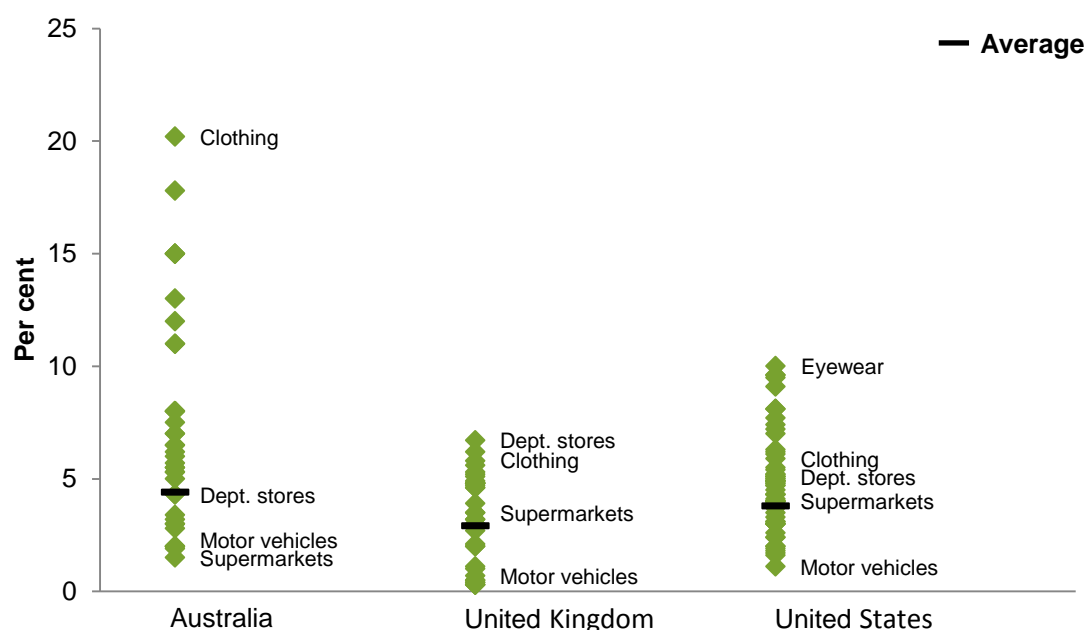 25
20
15
10
5
0
Per cent
Average
Clothing
Dept. stores
Motor vehicles
Supermarkets
Dept. stores
Clothing
Supermarkets
Motor vehicles
Eyewear
Clothing
Dept. stores
Supermarkets
Motor vehicles
Australia
United Kingdom
United States